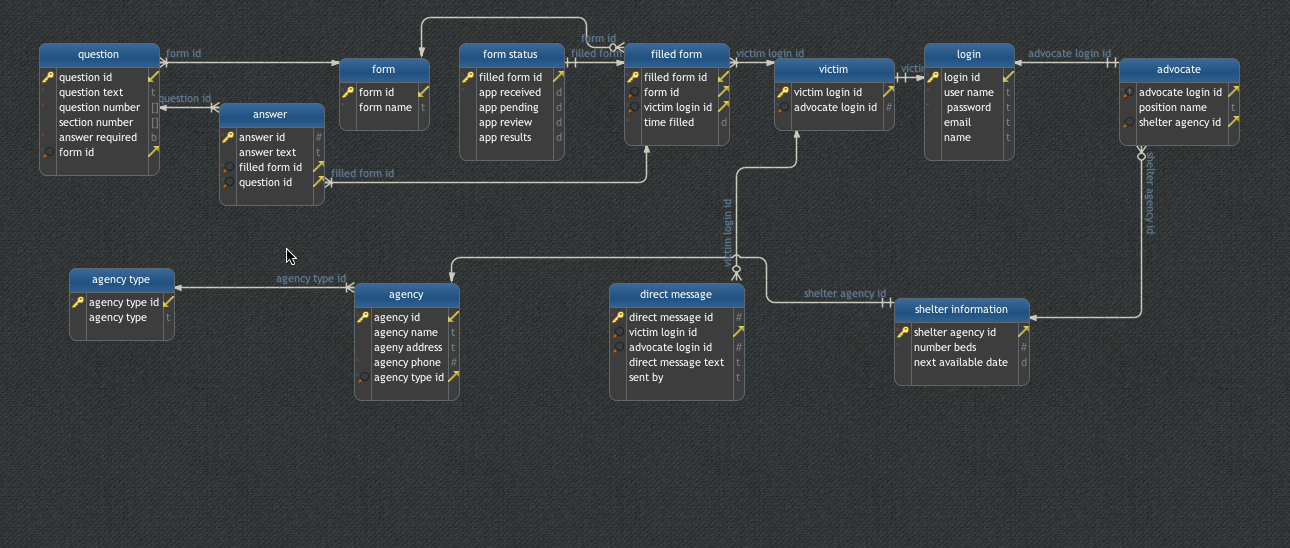 question
question id
question text
question number
section number
answer required
form id
form id
question id
answer
answer id
answer text
filled form id
question id
filled form id
form
form id
form name
form id
form status
filled form id
app received
app pending
app review
app results
filled form
filled form
filled form id
form id
victim login id
time filled
victim login id
victim
victim login id
advocate login id
victim
login
login id
user name
password
email
name
advocate login id
advocate
advocate login id
position name
shelter agency id
shelter agency id
victim login id
agency type
agency type id
agency type
agency type id
agency
agency id
agency name
ageny address
agency phone
agency type id
direct message
direct message id
victim login id
advocate login id
direct message text
sent by
shelter agency id
shelter information
shelter agency id
number beds
next available date